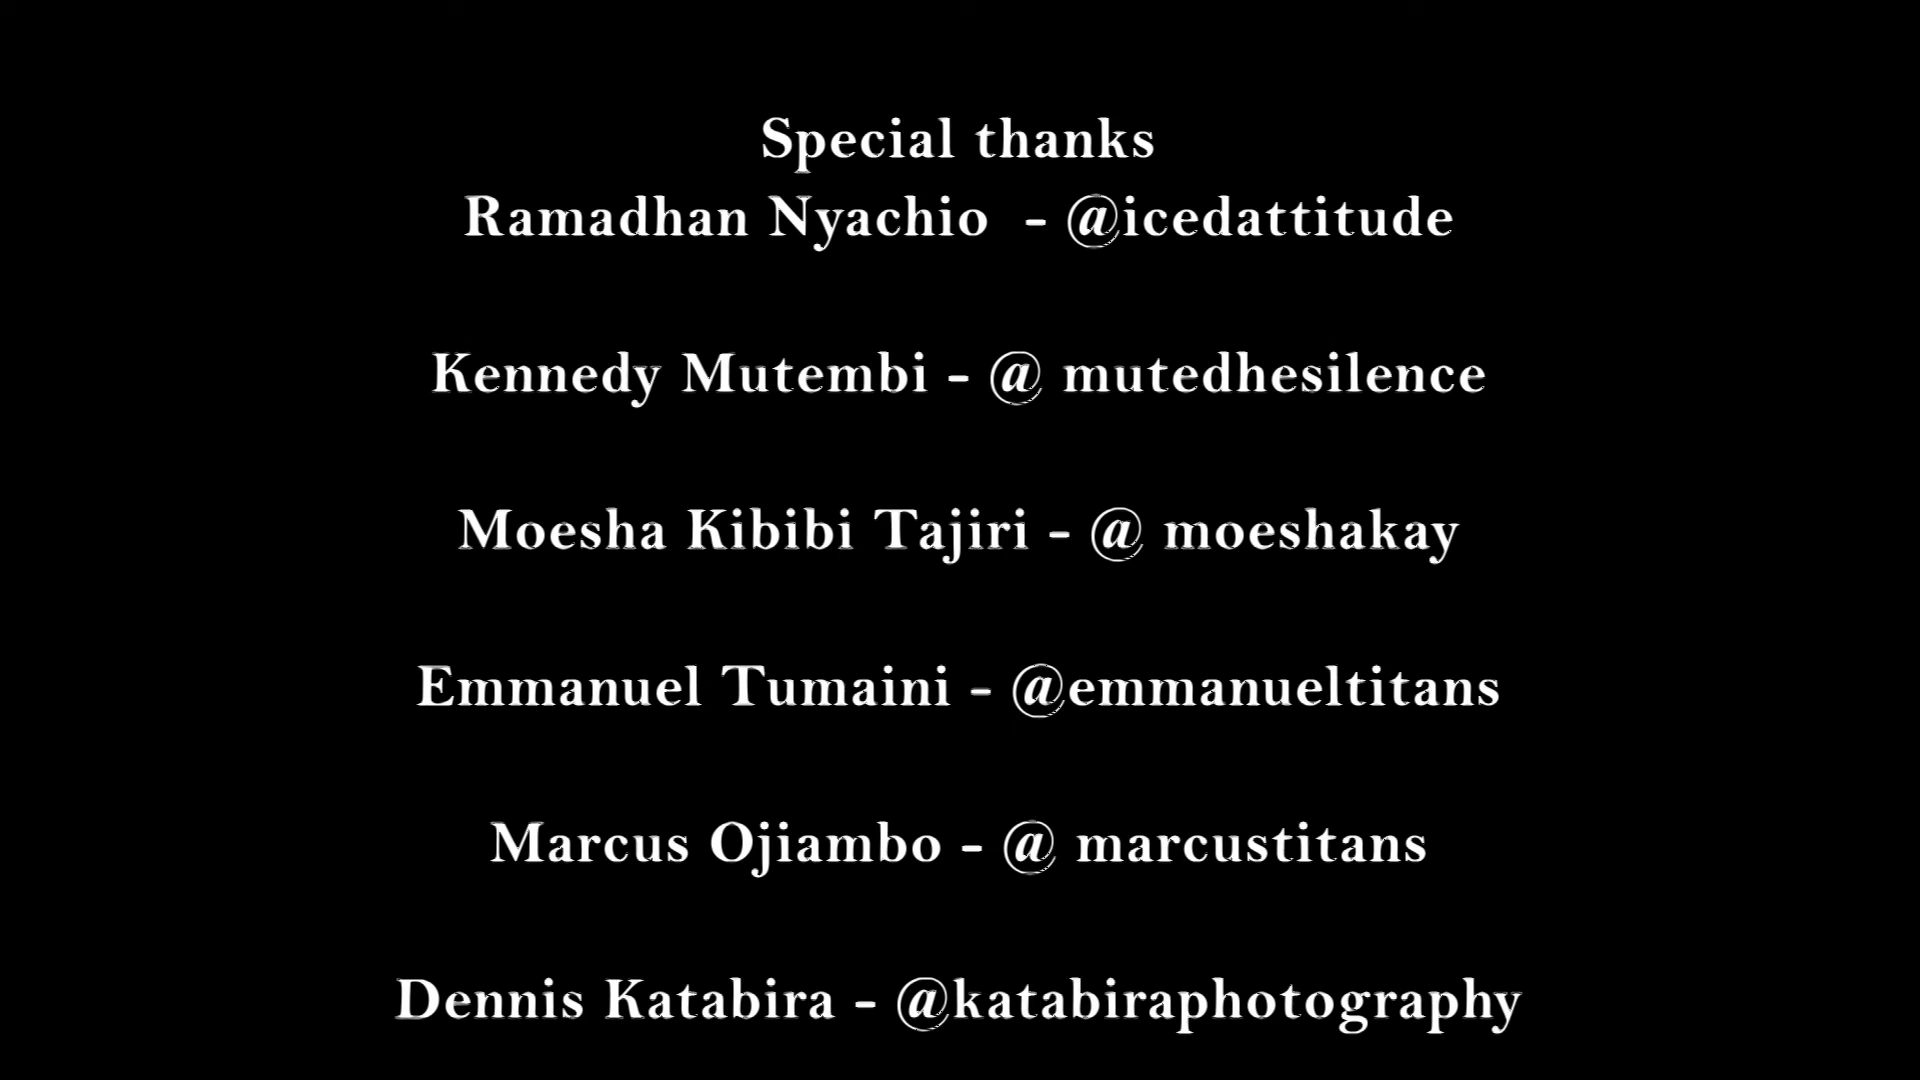 Special thanks
Ramadhan Nyachio  - @icedattitude
Kennedy Mutembi - @ mutedhesilence
Moesha Kibibi Tajiri - @ moeshakay
Emmanuel Tumaini - @emmanueltitans
Marcus Ojiambo - @ marcustitans
Dennis Katabira - @katabiraphotography